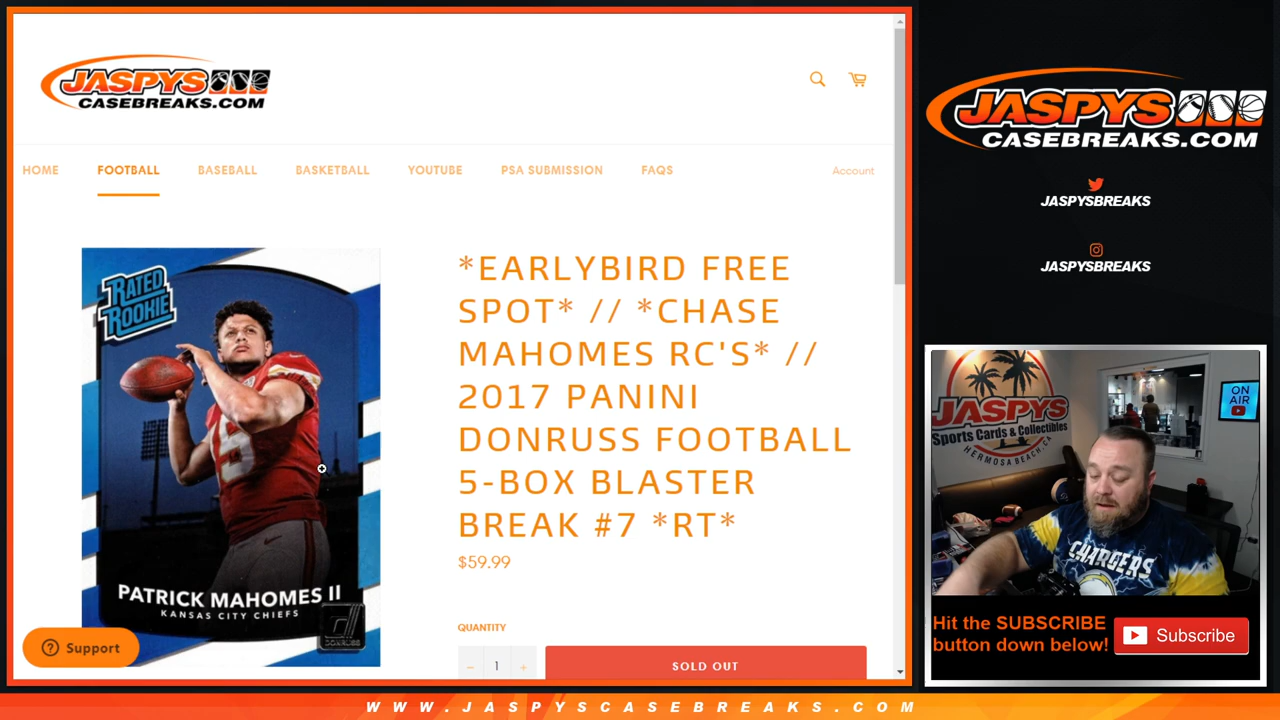 JASPYS
CASEBREAKS.COM
HOME
FOOTBALL
BASEBALL
BASKETBALL
YOUTUBE
PSA SUBMISSION
FAQS
Account
RATED
ROOKIE
15
PATRICK MAHOMES II
KANSAS CITY CHIEFS
DONRUSS
Support
*EARLYBIRD FREE
SPOT* // *CHASE
MAHOMES RC'S* //
2017 PANINI
DONRUSS FOOTBALL
5-BOX BLASTER
BREAK #7 *RT*
$59.99
QUANTITY
− 1 +
SOLD OUT
JASPYS
CASEBREAKS.COM
JASPYSBREAKS
JASPYSBREAKS
JASPYS
Sports Cards & Collectibles
HERMOSA BEACH, CA
ON
AIR
CHARGERS
Hit the SUBSCRIBE
button down below!
Subscribe
WWW.JASPYSCASEBREAKS.COM